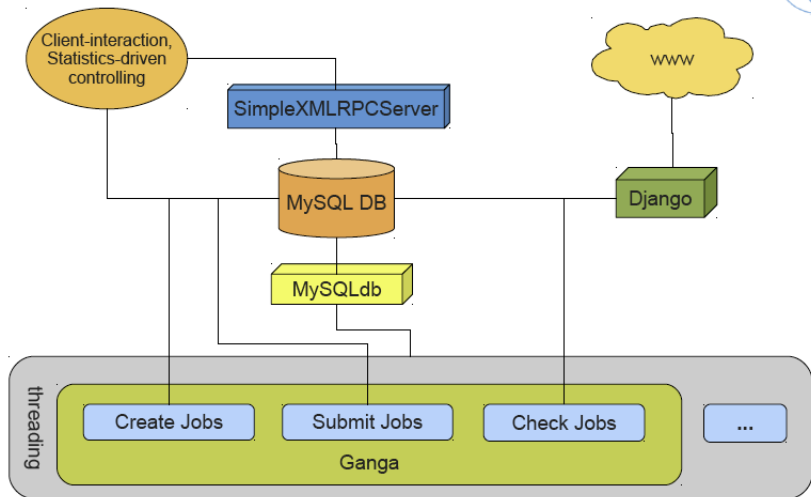 Client-interaction,
Statistics-driven
controlling
www
SimpleXMLRPCServer
MySQL DB
Django
MySQLdb
threading
Create Jobs
Submit Jobs
Check Jobs
...
Ganga